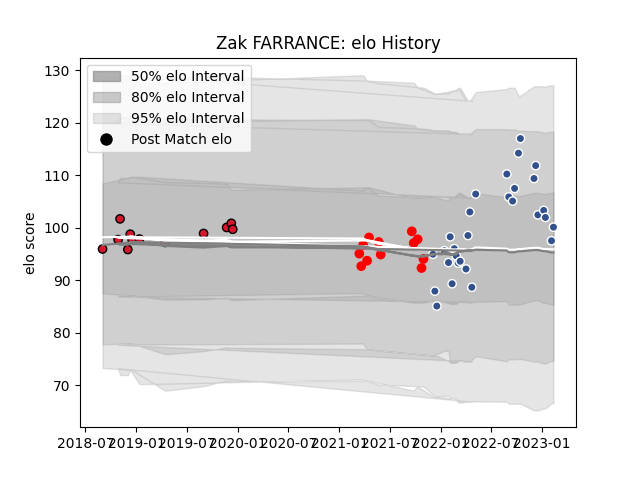 Zak FARRANCE: elo History
50% elo Interval
80% elo Interval
95% elo Interval
Post Match elo
elo score
130
120
110
100
90
80
70
2018-07 2019-01 2019-07 2020-01 2020-07 2021-01 2021-07 2022-01 2022-07 2023-01